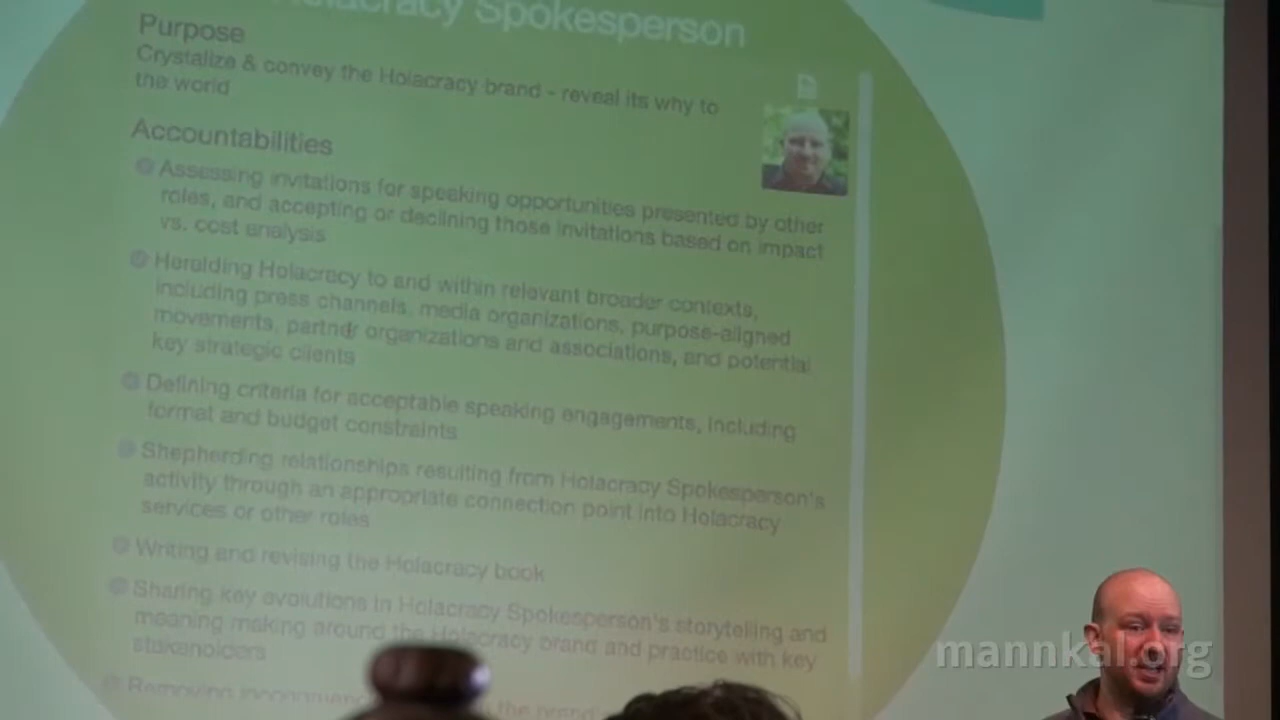 Holacracy Spokesperson
Purpose
Crystalize & convey the Holacracy brand - reveal its why to
the world
Accountabilities
Assessing invitations for speaking opportunities presented by other
roles, and accepting or declining those invitations based on impact
vs. cost analysis
Heralding Holacracy to and within relevant broader contexts,
including press channels, media organizations, purpose-aligned
movements, partner organizations and associations, and potential
key strategic clients
Defining criteria for acceptable speaking engagements, including
format and budget constraints
Shepherding relationships resulting from Holacracy Spokesperson's
activity through an appropriate connection point into Holacracy
services or other roles
Writing and revising the Holacracy book
Sharing key evolutions in Holacracy Spokesperson's storytelling and
meaning making around the Holacracy brand and practice with key
stakeholders
Removing the brand
mannkal.org